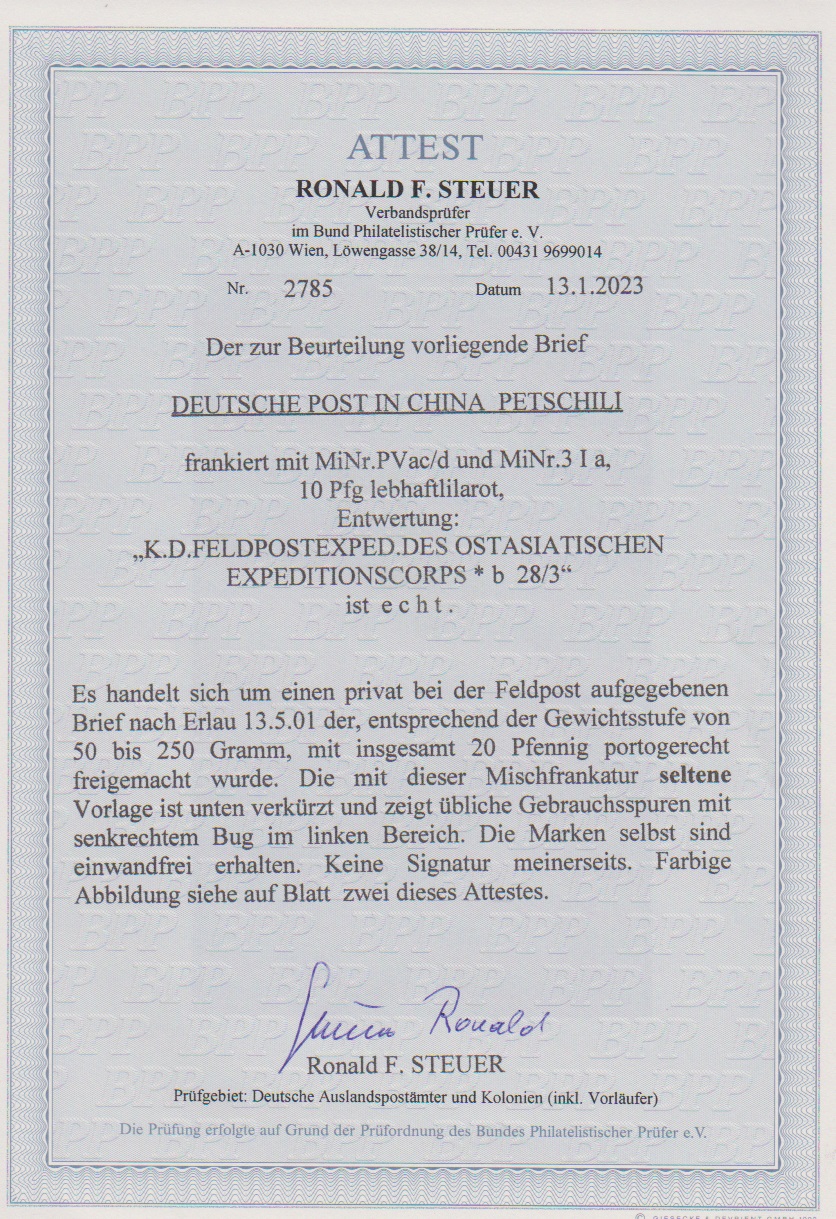 ATTEST
RONALD F. STEUER
Verbandsprüfer
im Bund Philatelistischer Prüfer e. V.
A-1030 Wien, Löwengasse 38/14, Tel. 00431 9699014
Nr. 2785 Datum 13.1.2023
Der zur Beurteilung vorliegende Brief
DEUTSCHE POST IN CHINA PETSCHILI
frankiert mit MiNr.PVac/d und MiNr.3 I a,
10 Pfg lebhaftlilarot,
Entwertung:
„K.D.FELDPOSTEXPED.DES OSTASIATISCHEN
EXPEDITIONSCORPS * b 28/3“
ist e c h t .
Es handelt sich um einen privat bei der Feldpost aufgegebenen
Brief nach Erlau 13.5.01 der, entsprechend der Gewichtsstufe von
50 bis 250 Gramm, mit insgesamt 20 Pfennig portogerecht
freigemacht wurde. Die mit dieser Mischfrankatur seltene
Vorlage ist unten verkürzt und zeigt übliche Gebrauchsspuren mit
senkrechtem Bug im linken Bereich. Die Marken selbst sind
einwandfrei erhalten. Keine Signatur meinerseits. Farbige
Abbildung siehe auf Blatt zwei dieses Attestes.
Ronald
Ronald F. STEUER
Prüfgebiet: Deutsche Auslandspostämter und Kolonien (inkl. Vorläufer)
Die Prüfung erfolgte auf Grund der Prüfordnung des Bundes Philatelistischer Prüfer e.V.